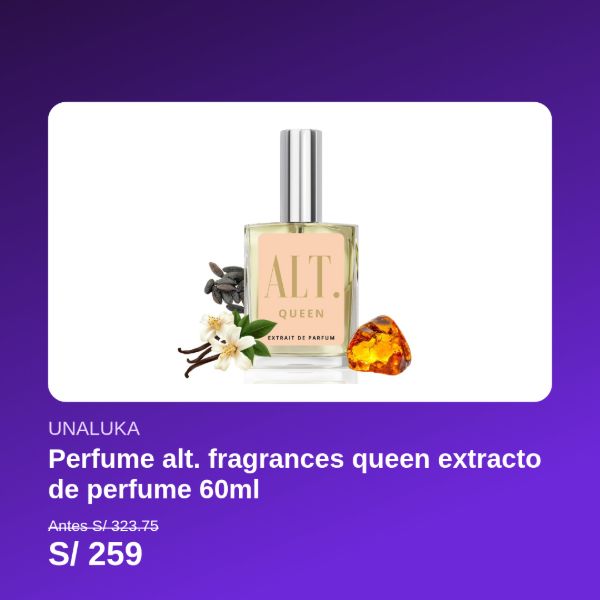 ALT.
QUEEN
EXTRAIT DE PARFUM
UNALUKA
Perfume alt. fragrances queen extracto
de perfume 60ml
Antes S/ 323.75
S/ 259